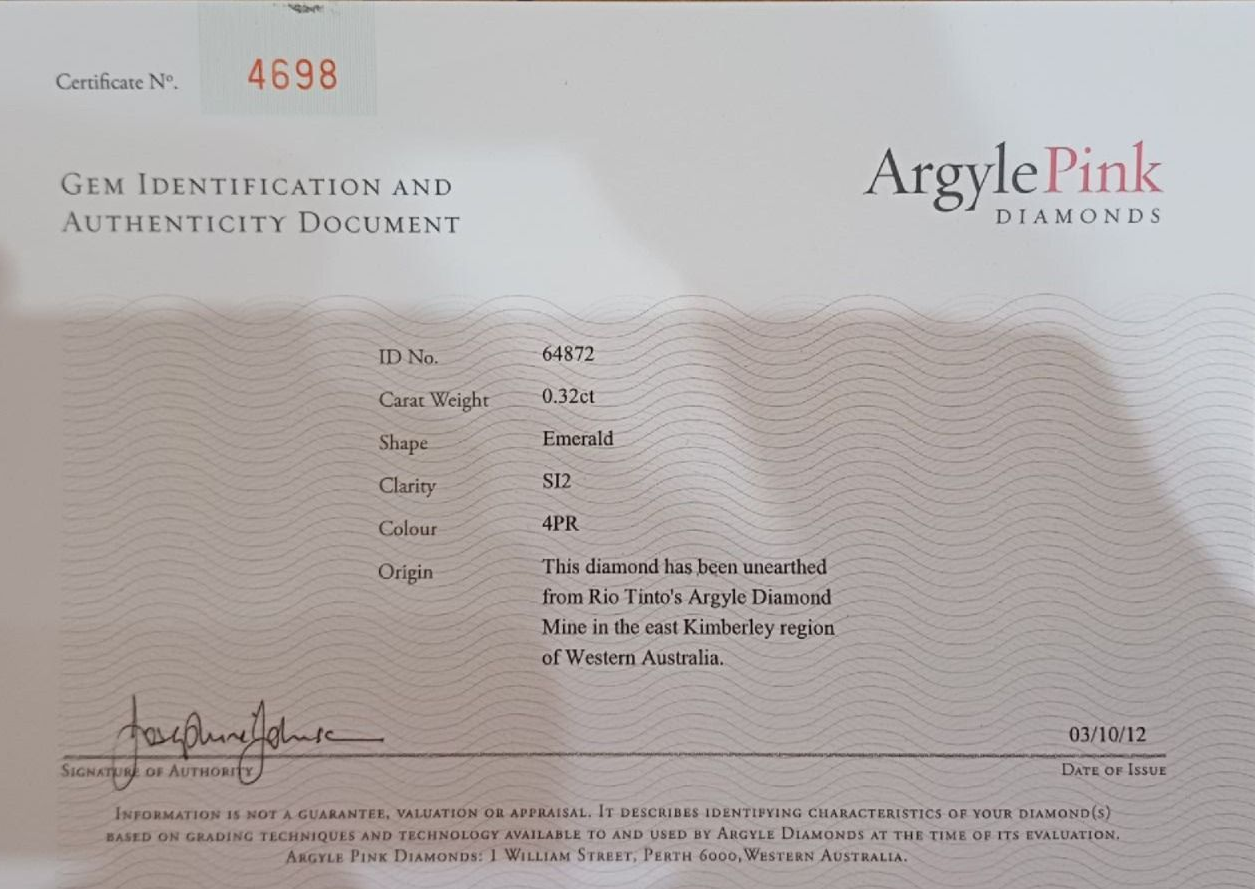 Certificate Nº. 4698
GEM IDENTIFICATION AND
AUTHENTICITY DOCUMENT
ArgylePink
DIAMONDS
ID No. 64872
Carat Weight 0.32ct
Shape Emerald
Clarity SI2
Colour 4PR
Origin This diamond has been unearthed
from Rio Tinto's Argyle Diamond
Mine in the east Kimberley region
of Western Australia.
03/10/12
SIGNATURE OF AUTHORITY DATE OF ISSUE
INFORMATION IS NOT A GUARANTEE, VALUATION OR APPRAISAL. IT DESCRIBES IDENTIFYING CHARACTERISTICS OF YOUR DIAMOND(S)
BASED ON GRADING TECHNIQUES AND TECHNOLOGY AVAILABLE TO AND USED BY ARGYLE DIAMONDS AT THE TIME OF ITS EVALUATION.
ARGYLE PINK DIAMONDS: 1 WILLIAM STREET, PERTH 6000, WESTERN AUSTRALIA.